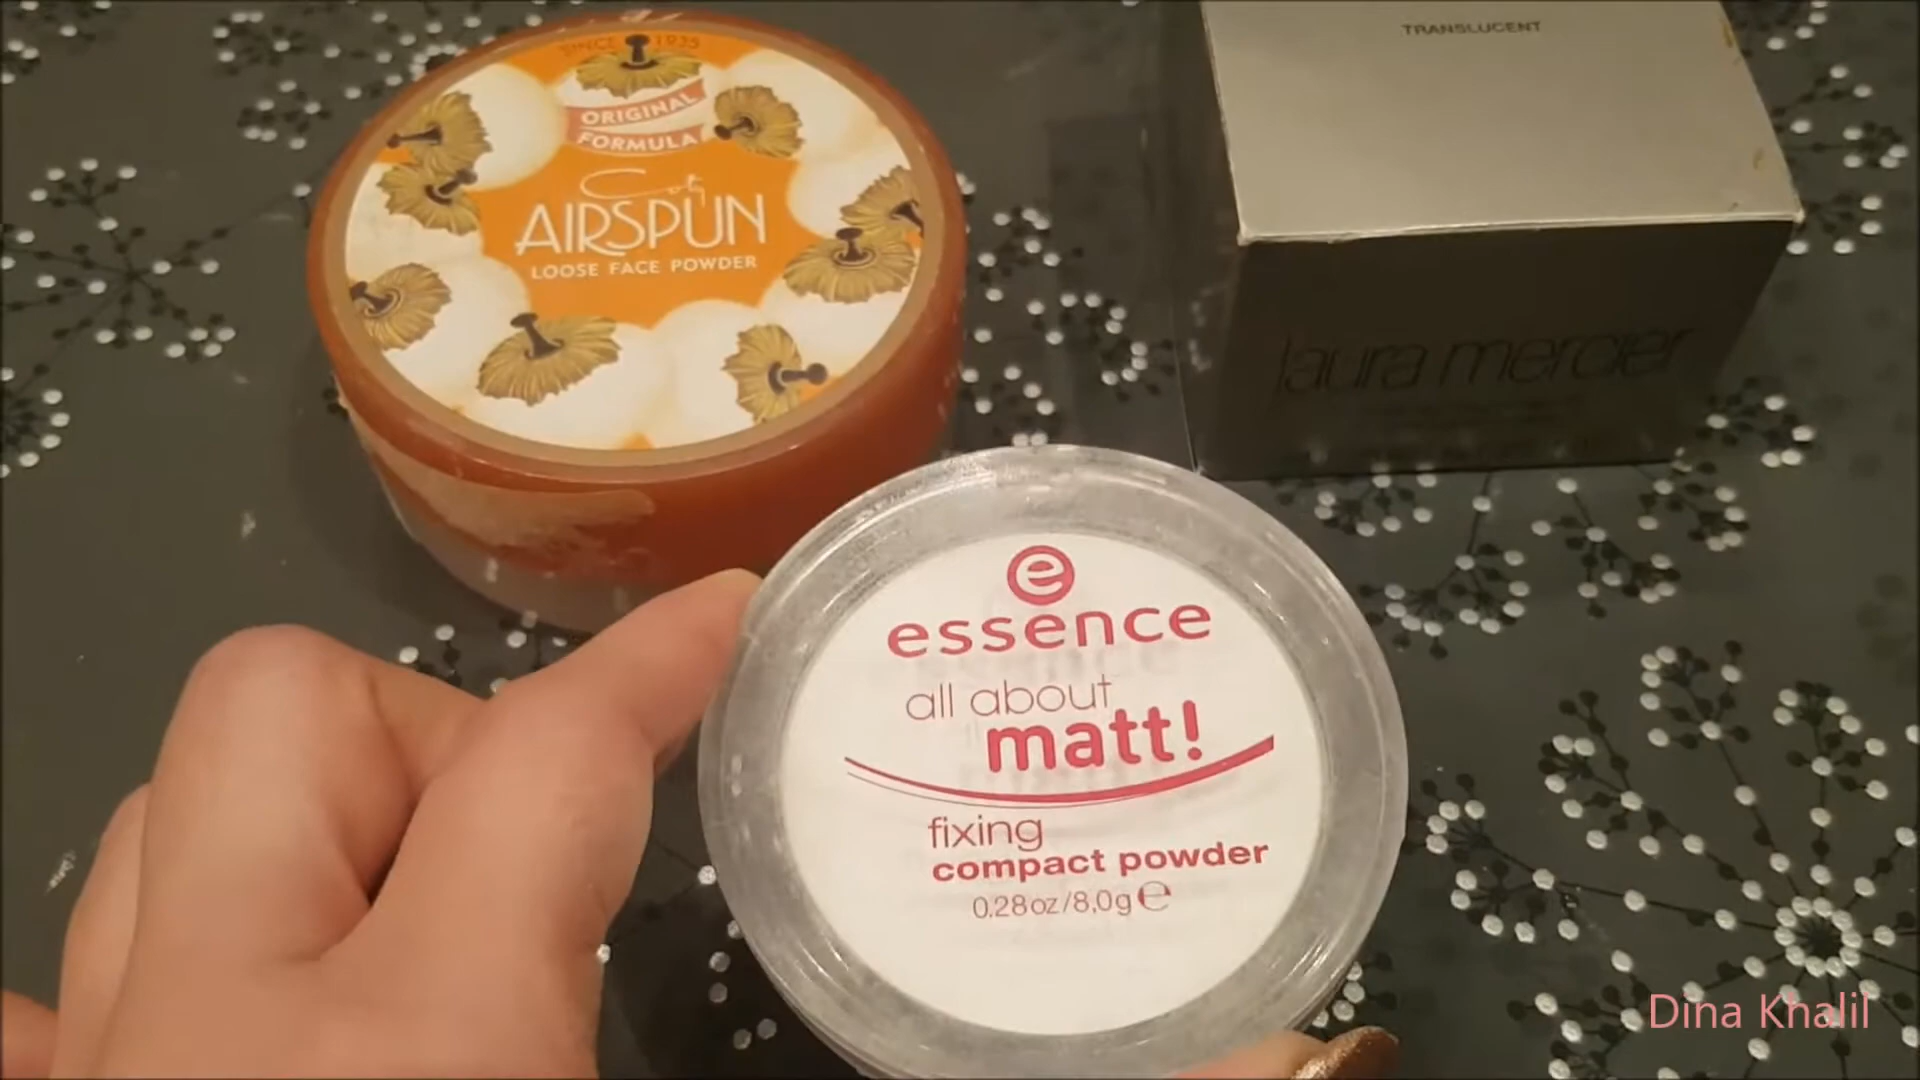 SINCE 1935
ORIGINAL
FORMULA
Coty
AIRSPUN
LOOSE FACE POWDER
TRANSLUCENT
laura mercier
e
essence
all about
matt!
fixing
compact powder
0.28oz/8,0g e
Dina Khalil